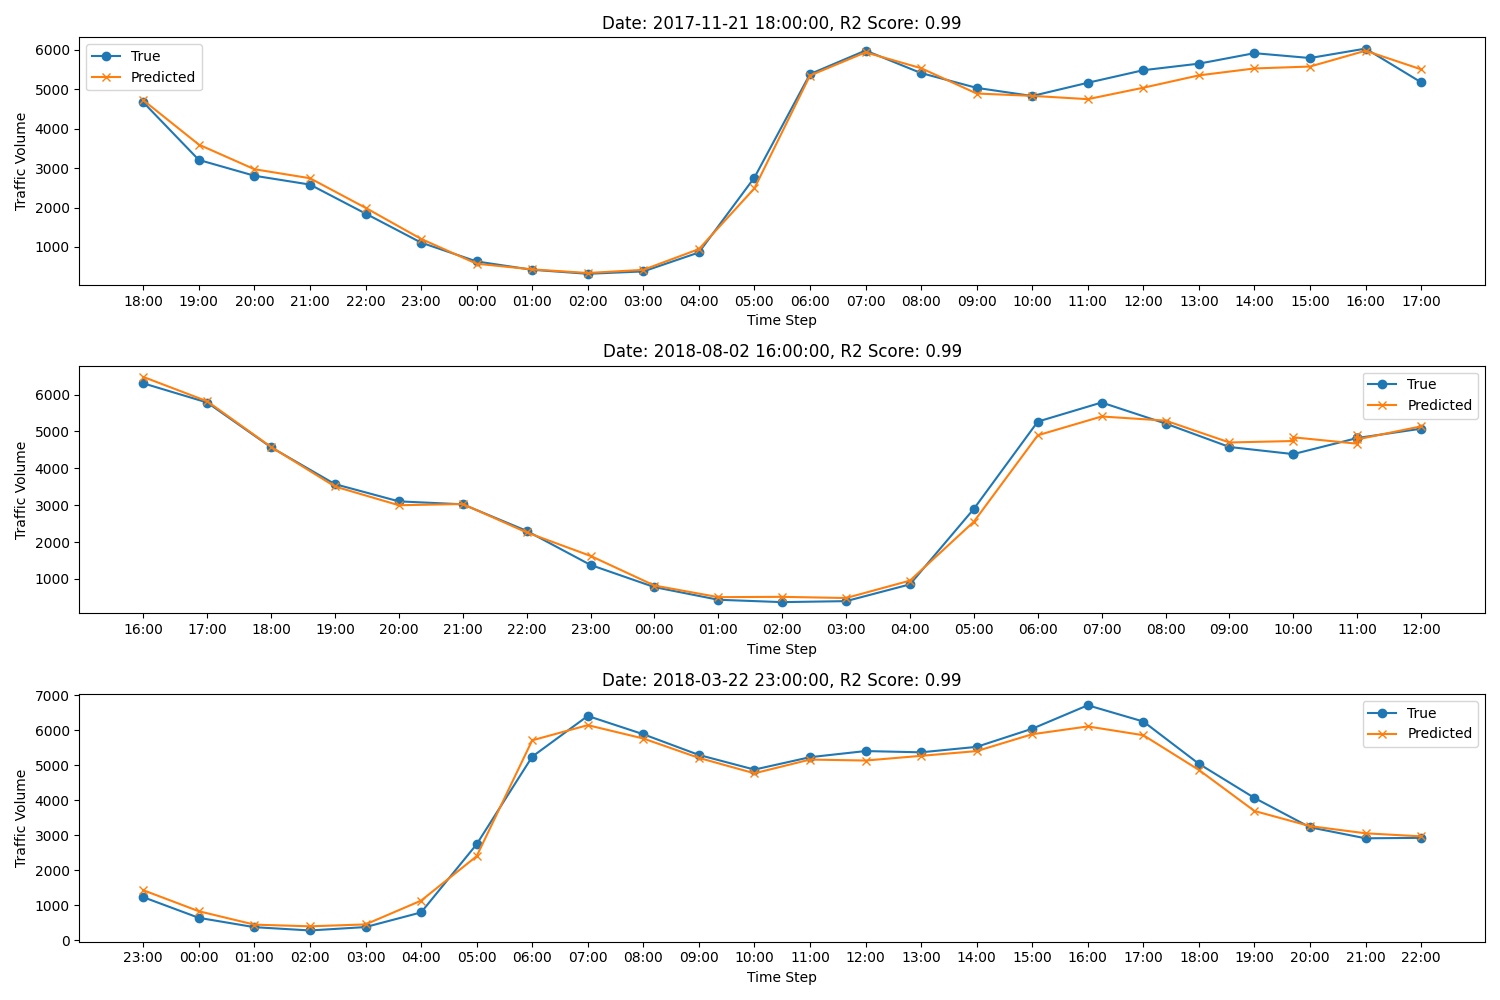 Date: 2017-11-21 18:00:00, R2 Score: 0.99
True
Predicted
Traffic Volume
6000
5000
4000
3000
2000
1000
18:00 19:00 20:00 21:00 22:00 23:00 00:00 01:00 02:00 03:00 04:00 05:00 06:00 07:00 08:00 09:00 10:00 11:00 12:00 13:00 14:00 15:00 16:00 17:00
Time Step
Date: 2018-08-02 16:00:00, R2 Score: 0.99
True
Predicted
Traffic Volume
6000
5000
4000
3000
2000
1000
16:00 17:00 18:00 19:00 20:00 21:00 22:00 23:00 00:00 01:00 02:00 03:00 04:00 05:00 06:00 07:00 08:00 09:00 10:00 11:00 12:00
Time Step
Date: 2018-03-22 23:00:00, R2 Score: 0.99
True
Predicted
Traffic Volume
7000
6000
5000
4000
3000
2000
1000
0
23:00 00:00 01:00 02:00 03:00 04:00 05:00 06:00 07:00 08:00 09:00 10:00 11:00 12:00 13:00 14:00 15:00 16:00 17:00 18:00 19:00 20:00 21:00 22:00
Time Step